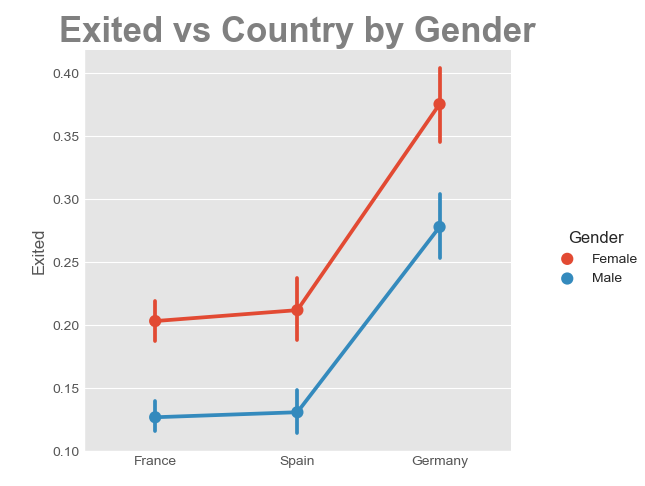 Exited vs Country by Gender
0.40
0.35
0.30
0.25
0.20
0.15
0.10
Exited
France Spain Germany
Gender
Female
Male